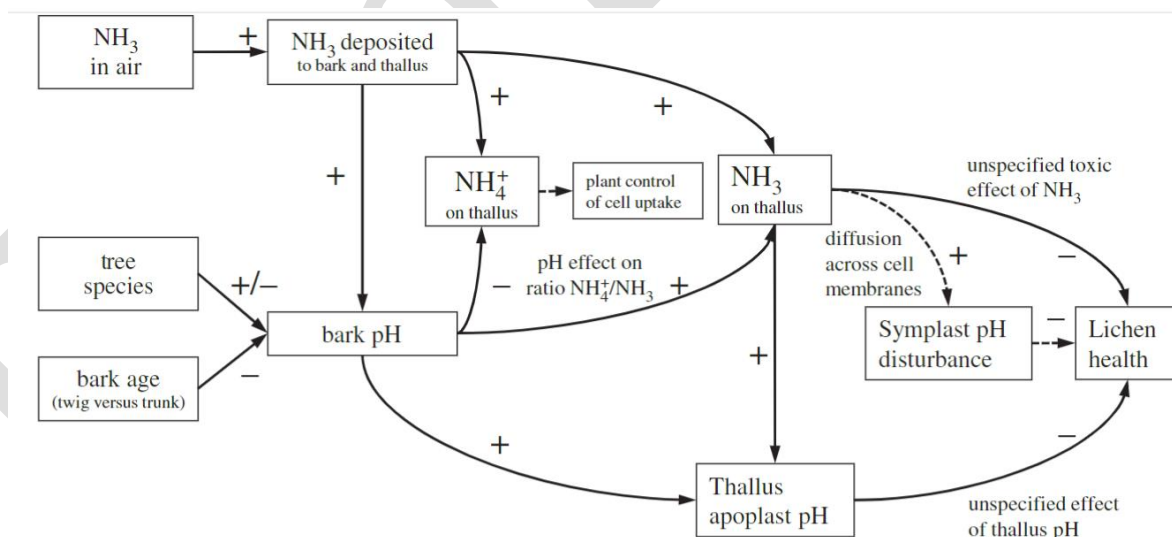 NH₃
in air
+
NH₃ deposited
to bark and thallus
+
+
+
NH₄⁺
on thallus
plant control
of cell uptake
NH₃
on thallus
unspecified toxic
effect of NH₃
diffusion
across cell
membranes
+
−
tree
species
+/−
pH effect on
ratio NH₄⁺/NH₃
−
+
bark pH
bark age
(twig versus trunk)
−
+
Symplast pH
disturbance
−
Lichen
health
+
−
Thallus
apoplast pH
unspecified effect
of thallus pH